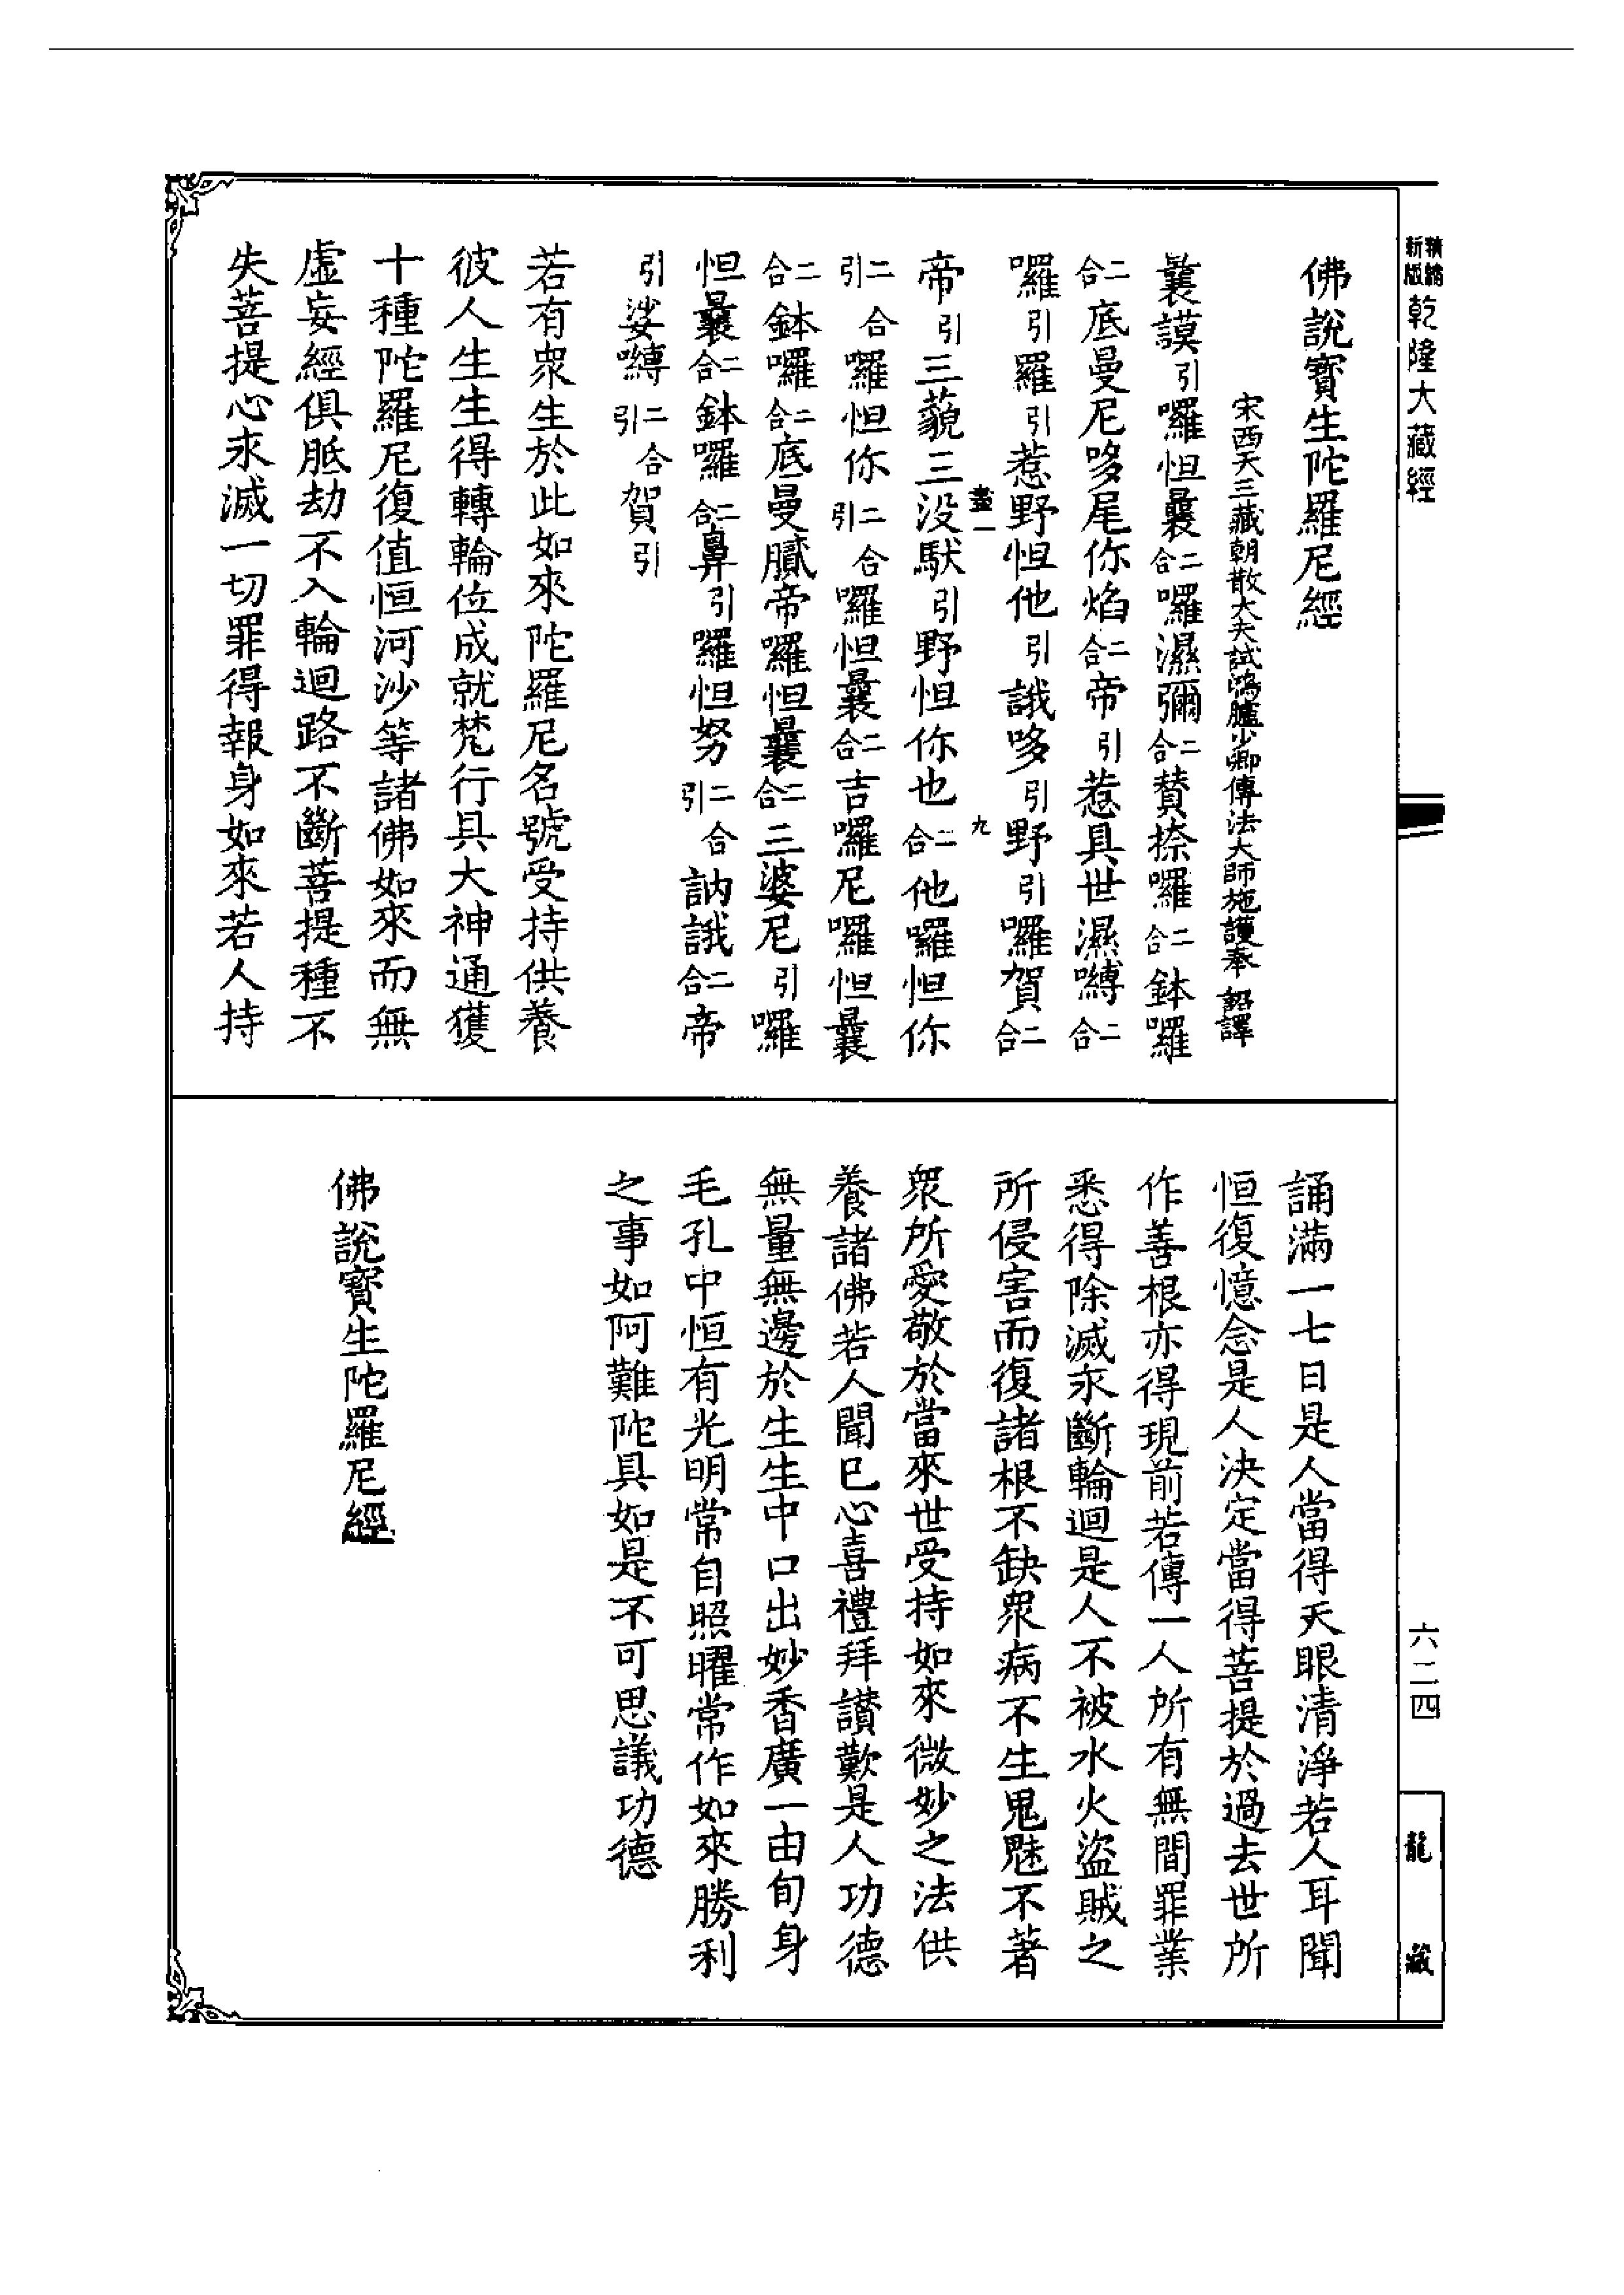 精縮新版乾隆大藏經
佛說寶生陀羅尼經
宋西天三藏朝散大夫試鴻臚少卿傳法大師施護奉 詔譯
曩謨引囉怛曩二合囉濕彌二合贊捺囉二合鉢囉
二合底曼尼哆尾你焰二合帝引惹具世濕嚩二合
囉引羅引惹野怛他引誐哆引野引囉賀二合
帝引三藐三沒馱引野怛你也二合他囉怛你
二合引囉怛你二合引囉怛曩二合吉囉尼囉怛曩
二合鉢囉二合底曼膩帝囉怛曩二合三婆尼引囉
怛曩二合鉢囉二合鼻引囉怛努二合引訥誐二合帝
引娑嚩二合引賀引
若有眾生於此如來陀羅尼名號受持供養
彼人生生得轉輪位成就梵行具大神通獲
十種陀羅尼復值恒河沙等諸佛如來而無
虛妄經俱胝劫不入輪迴路不斷菩提種不
失菩提心永滅一切罪得報身如來若人持
誦滿一七日是人當得天眼清淨若人耳聞
恒復憶念是人決定當得菩提於過去世所
作善根亦得現前若傳一人所有無間罪業
悉得除滅永斷輪迴是人不被水火盜賊之
所侵害而復諸根不缺眾病不生鬼魅不著
眾所愛敬於當來世受持如來微妙之法供
養諸佛若人聞已心喜禮拜讚歎是人功德
無量無邊於生生中口出妙香廣一由旬身
毛孔中恒有光明常自照曜常作如來勝利
之事如阿難陀具如是不可思議功德
佛說寶生陀羅尼經
六二四
龍藏